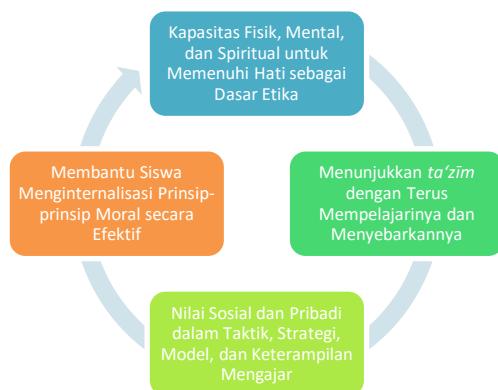 Kapasitas Fisik, Mental,
dan Spiritual untuk
Memenuhi Hati sebagai
Dasar Etika
Menunjukkan ta‘zīm
dengan Terus
Mempelajarinya dan
Menyebarkannya
Nilai Sosial dan Pribadi
dalam Taktik, Strategi,
Model, dan Keterampilan
Mengajar
Membantu Siswa
Menginternalisasi Prinsip-
prinsip Moral secara
Efektif